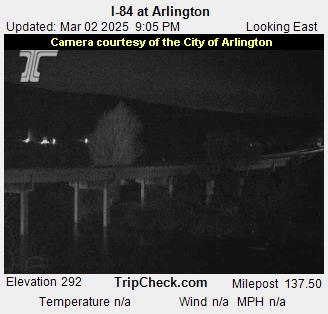 I-84 at Arlington
Updated: Mar 02 2025 9:05 PM Looking East
Camera courtesy of the City of Arlington
Elevation 292 TripCheck.com Milepost 137.50
Temperature n/a Wind n/a MPH n/a